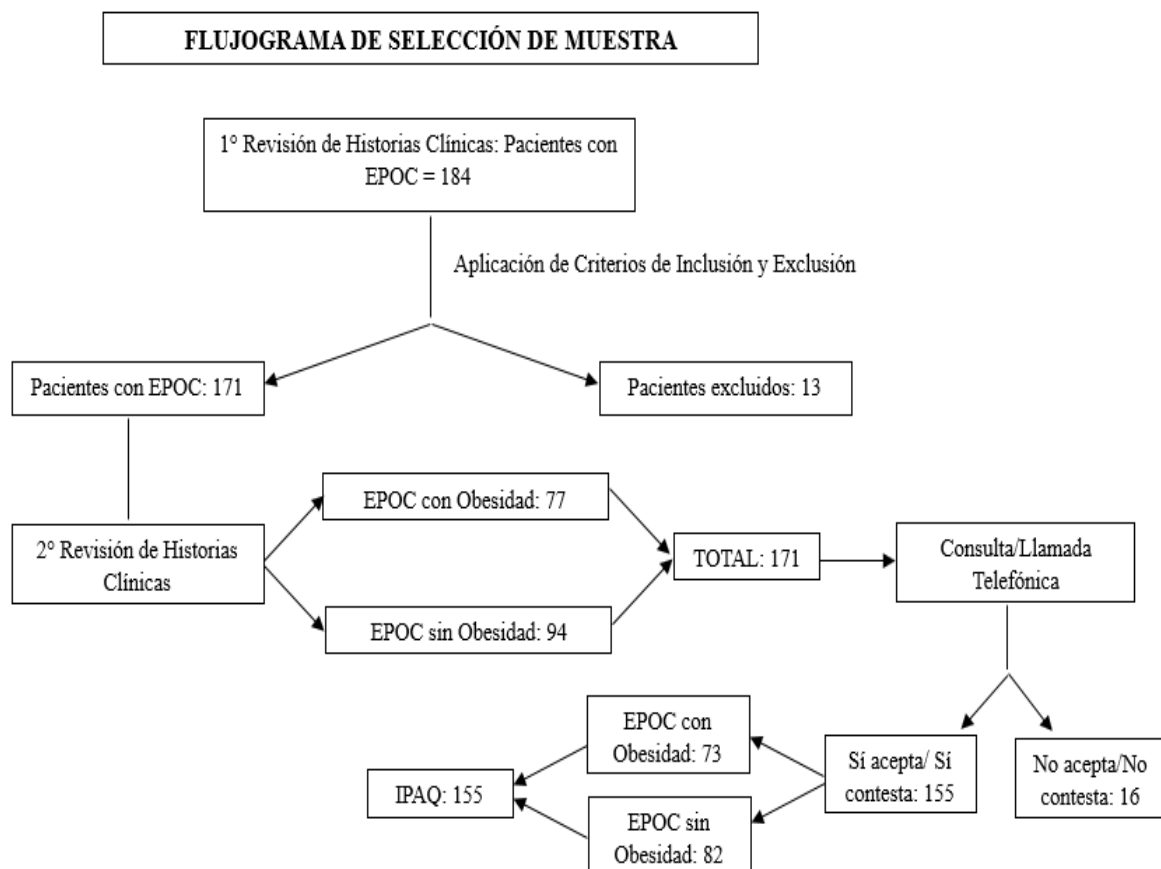 FLUJOGRAMA DE SELECCIÓN DE MUESTRA
1° Revisión de Historias Clínicas: Pacientes con
EPOC = 184
Aplicación de Criterios de Inclusión y Exclusión
Pacientes con EPOC: 171
Pacientes excluidos: 13
2° Revisión de Historias
Clínicas
EPOC con Obesidad: 77
EPOC sin Obesidad: 94
TOTAL: 171
Consulta/Llamada
Telefónica
Sí acepta/ Sí
contesta: 155
No acepta/No
contesta: 16
EPOC con
Obesidad: 73
EPOC sin
Obesidad: 82
IPAQ: 155